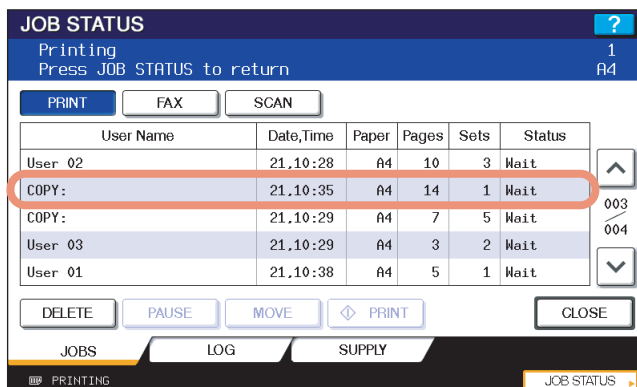 JOB STATUS ?
Printing 1
Press JOB STATUS to return A4
PRINT FAX SCAN
User Name Date,Time Paper Pages Sets Status
User 02 21,10:28 A4 10 3 Wait
COPY: 21,10:35 A4 14 1 Wait
COPY: 21,10:29 A4 7 5 Wait
User 03 21,10:29 A4 3 2 Wait
User 01 21,10:38 A4 5 1 Wait
003
004
DELETE PAUSE MOVE PRINT CLOSE
JOBS LOG SUPPLY
PRINTING JOB STATUS